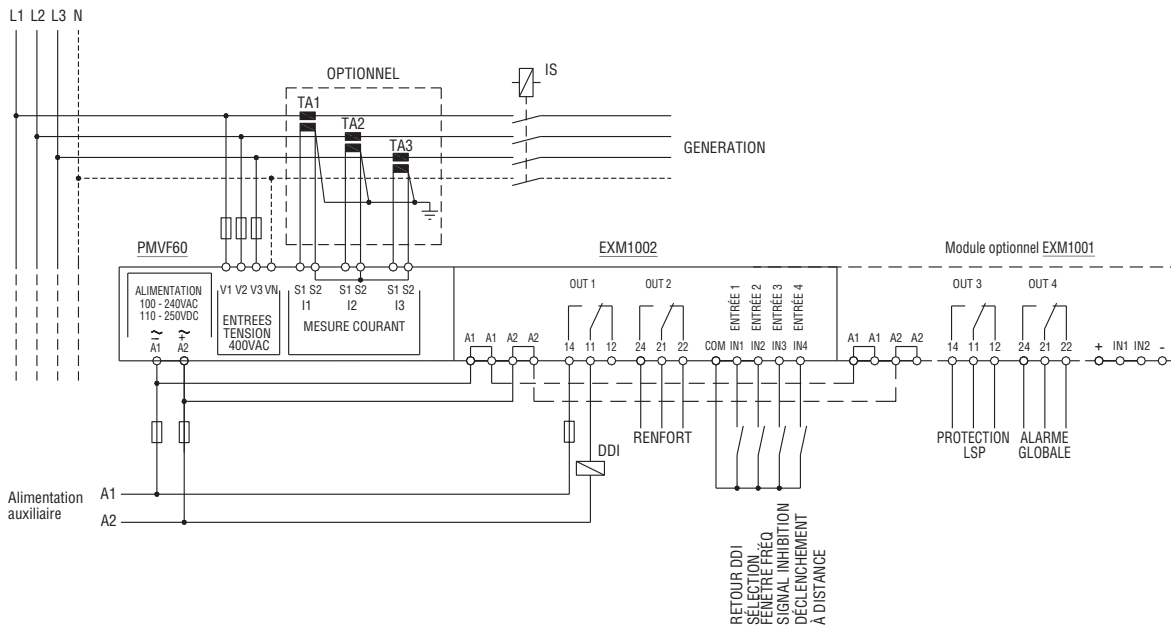 L1 L2 L3 N
OPTIONNEL
IS
TA1
TA2
TA3
GENERATION
PMVF60
EXM1002
Module optionnel EXM1001
ALIMENTATION
100 - 240VAC
110 - 250VDC
~ ~
- +
A1 A2
V1 V2 V3 VN
ENTREES
TENSION
400VAC
S1 S2 S1 S2 S1 S2
I1 I2 I3
MESURE COURANT
OUT 1
OUT 2
ENTRÉE 1
ENTRÉE 2
ENTRÉE 3
ENTRÉE 4
OUT 3
OUT 4
A1 A1 A2 A2
14 11 12
24 21 22
COM IN1 IN2 IN3 IN4
A1 A1 A2 A2
14 11 12
24 21 22
+ IN1 IN2 -
RENFORT
PROTECTION
LSP
ALARME
GLOBALE
DDI
Alimentation
auxiliaire
A1
A2
RETOUR DDI
SÉLECTION
FENÊTRE FRÉQ
SIGNAL INHIBITION
DÉCLENCHEMENT
À DISTANCE